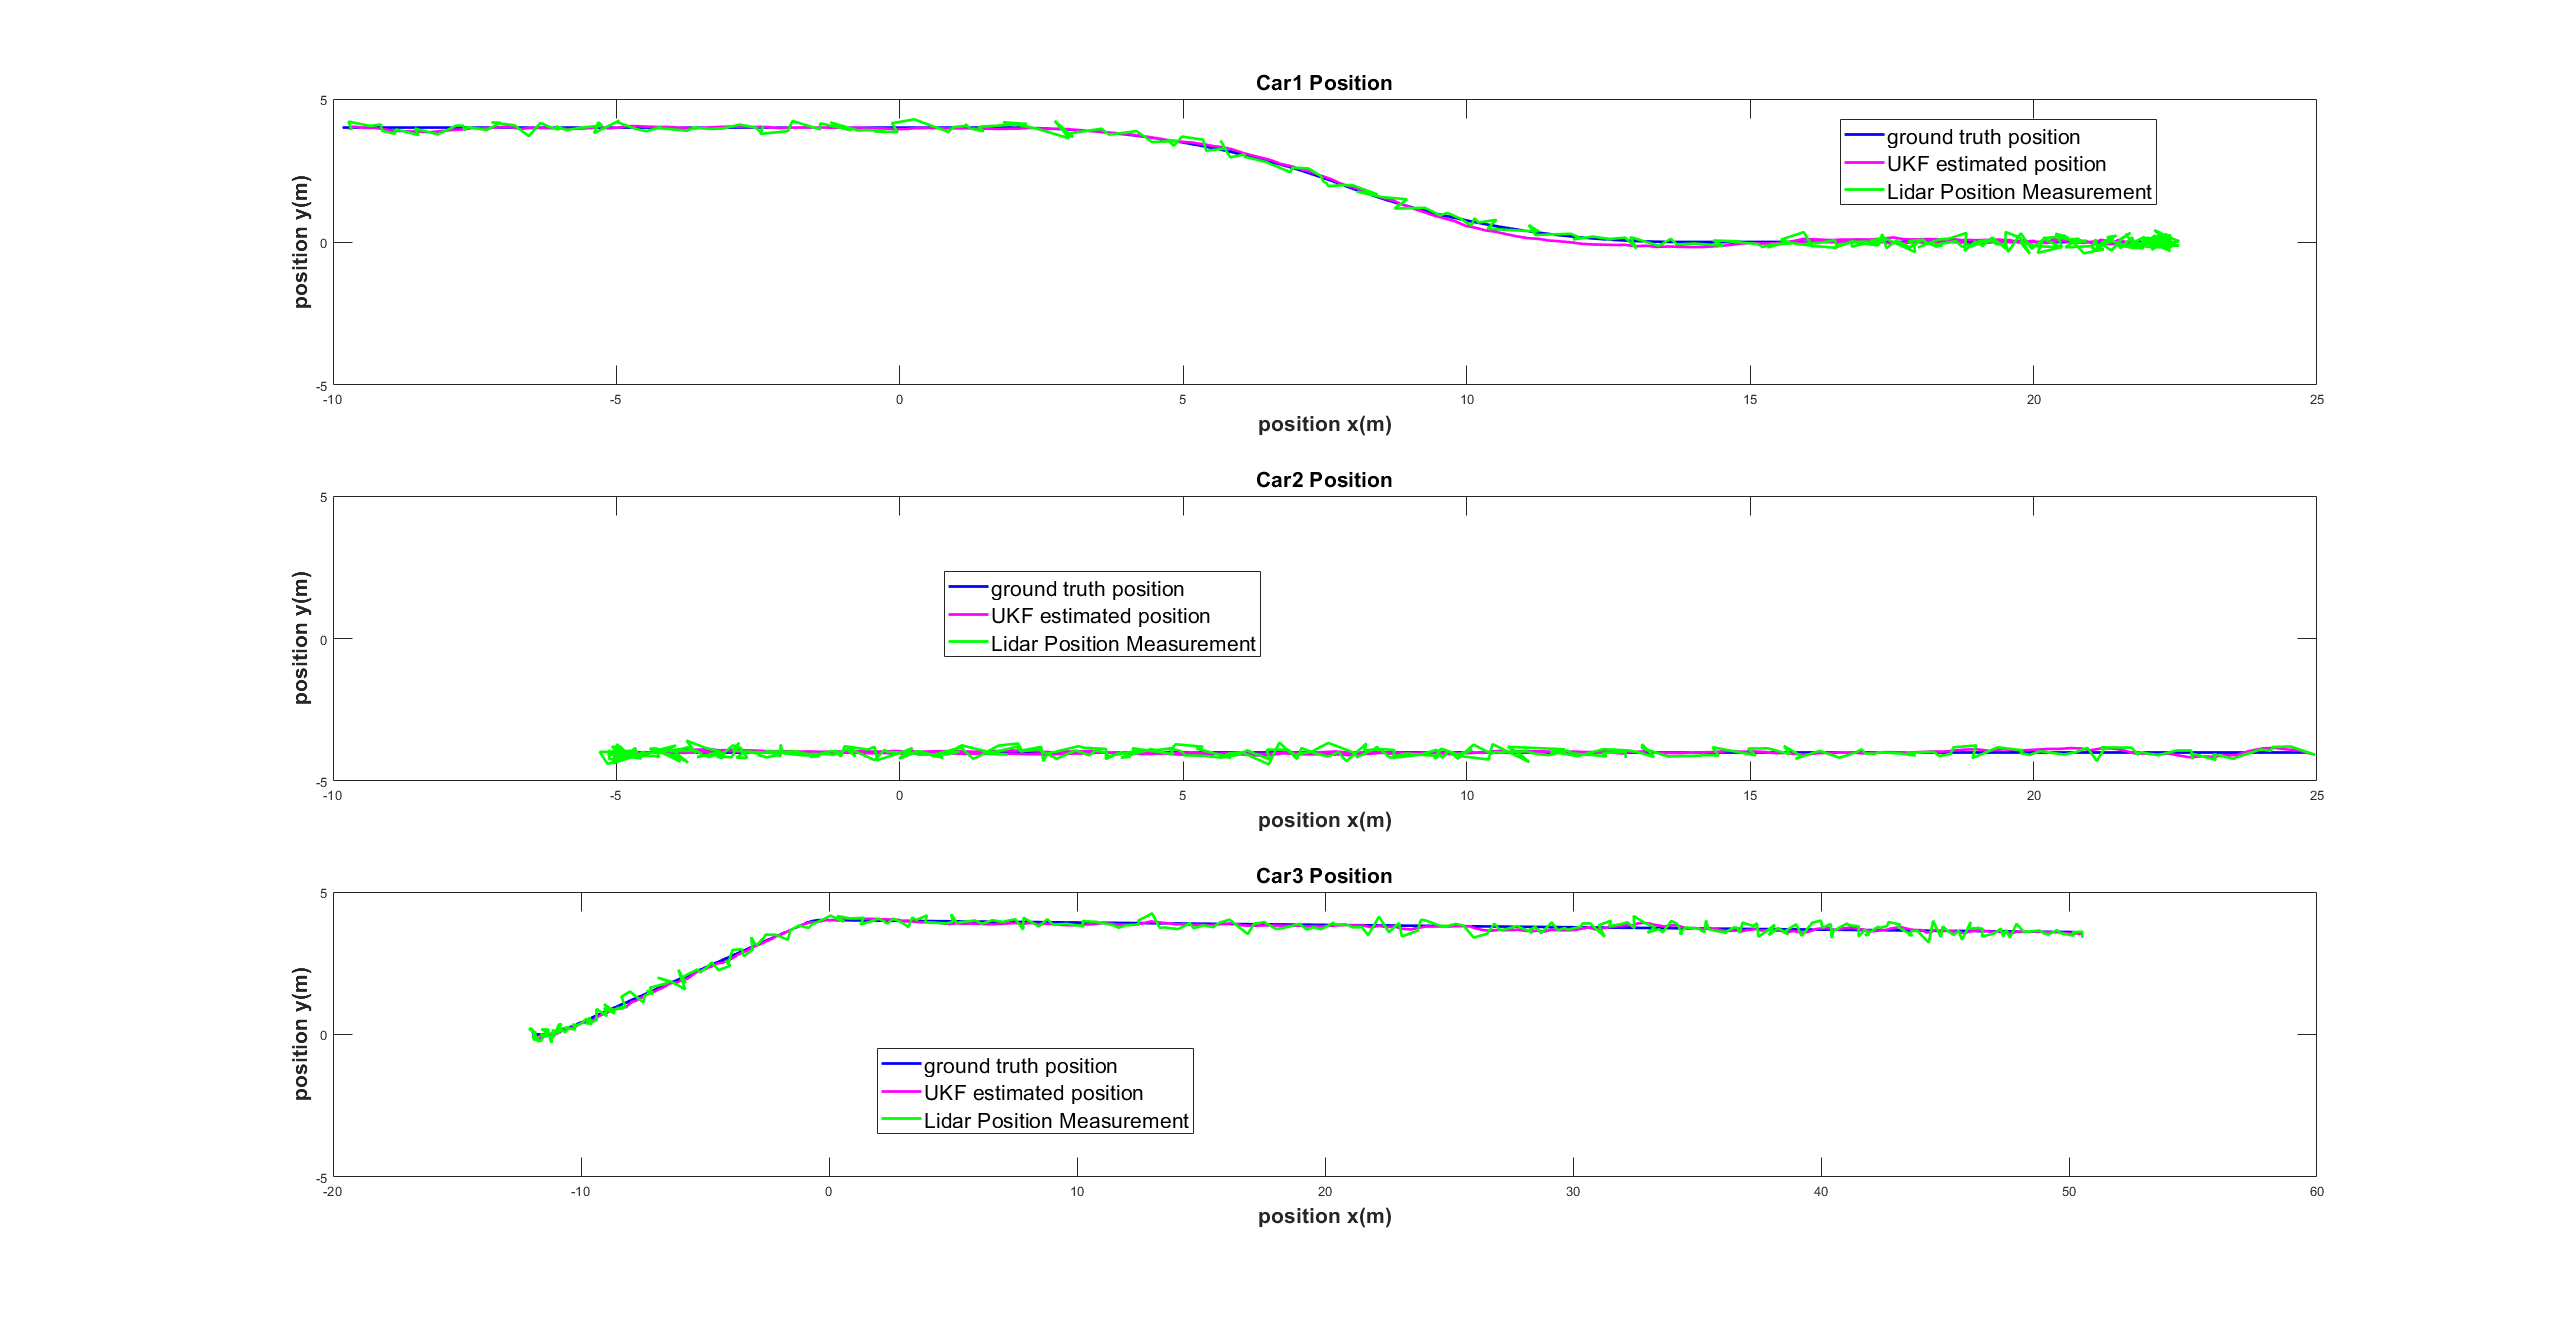 Car1 Position
5
0
-5
position y(m)
ground truth position
UKF estimated position
Lidar Position Measurement
-10 -5 0 5 10 15 20 25
position x(m)
Car2 Position
5
0
-5
position y(m)
ground truth position
UKF estimated position
Lidar Position Measurement
-10 -5 0 5 10 15 20 25
position x(m)
Car3 Position
5
0
-5
position y(m)
ground truth position
UKF estimated position
Lidar Position Measurement
-20 -10 0 10 20 30 40 50 60
position x(m)